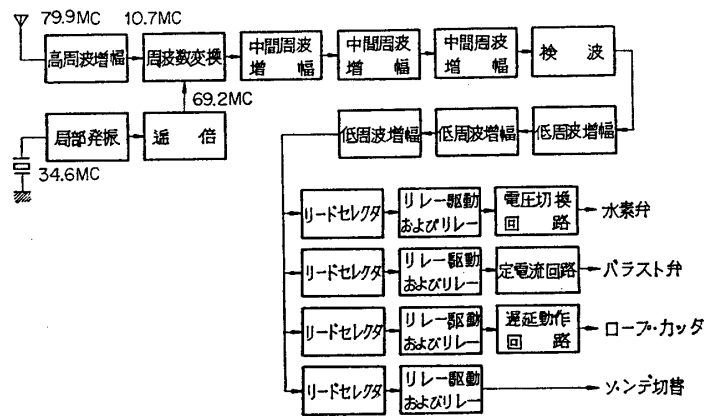 79.9MC
10.7MC
高周波増幅
周波数変換
中間周波
増 幅
中間周波
増 幅
中間周波
増 幅
検 波
69.2MC
局部発振
逓 倍
34.6MC
低周波増幅
低周波増幅
低周波増幅
リードセレクタ
リレー駆動
およびリレー
電圧切換
回 路
水素弁
リードセレクタ
リレー駆動
およびリレー
定電流回路
バラスト弁
リードセレクタ
リレー駆動
およびリレー
遅延動作
回 路
ロープ・カッタ
リードセレクタ
リレー駆動
およびリレー
ゾンデ切替